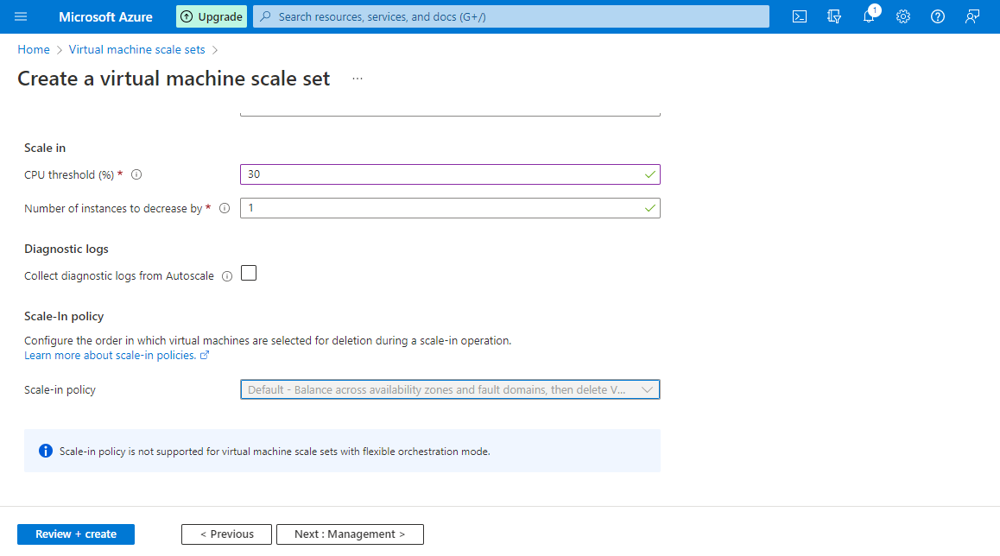 Microsoft Azure
Upgrade
Search resources, services, and docs (G+/)
1
Home > Virtual machine scale sets >
Create a virtual machine scale set ...
Scale in
CPU threshold (%) *
30
Number of instances to decrease by *
1
Diagnostic logs
Collect diagnostic logs from Autoscale
Scale-In policy
Configure the order in which virtual machines are selected for deletion during a scale-in operation.
Learn more about scale-in policies.
Scale-in policy
Default - Balance across availability zones and fault domains, then delete V...
Scale-in policy is not supported for virtual machine scale sets with flexible orchestration mode.
Review + create
< Previous
Next : Management >